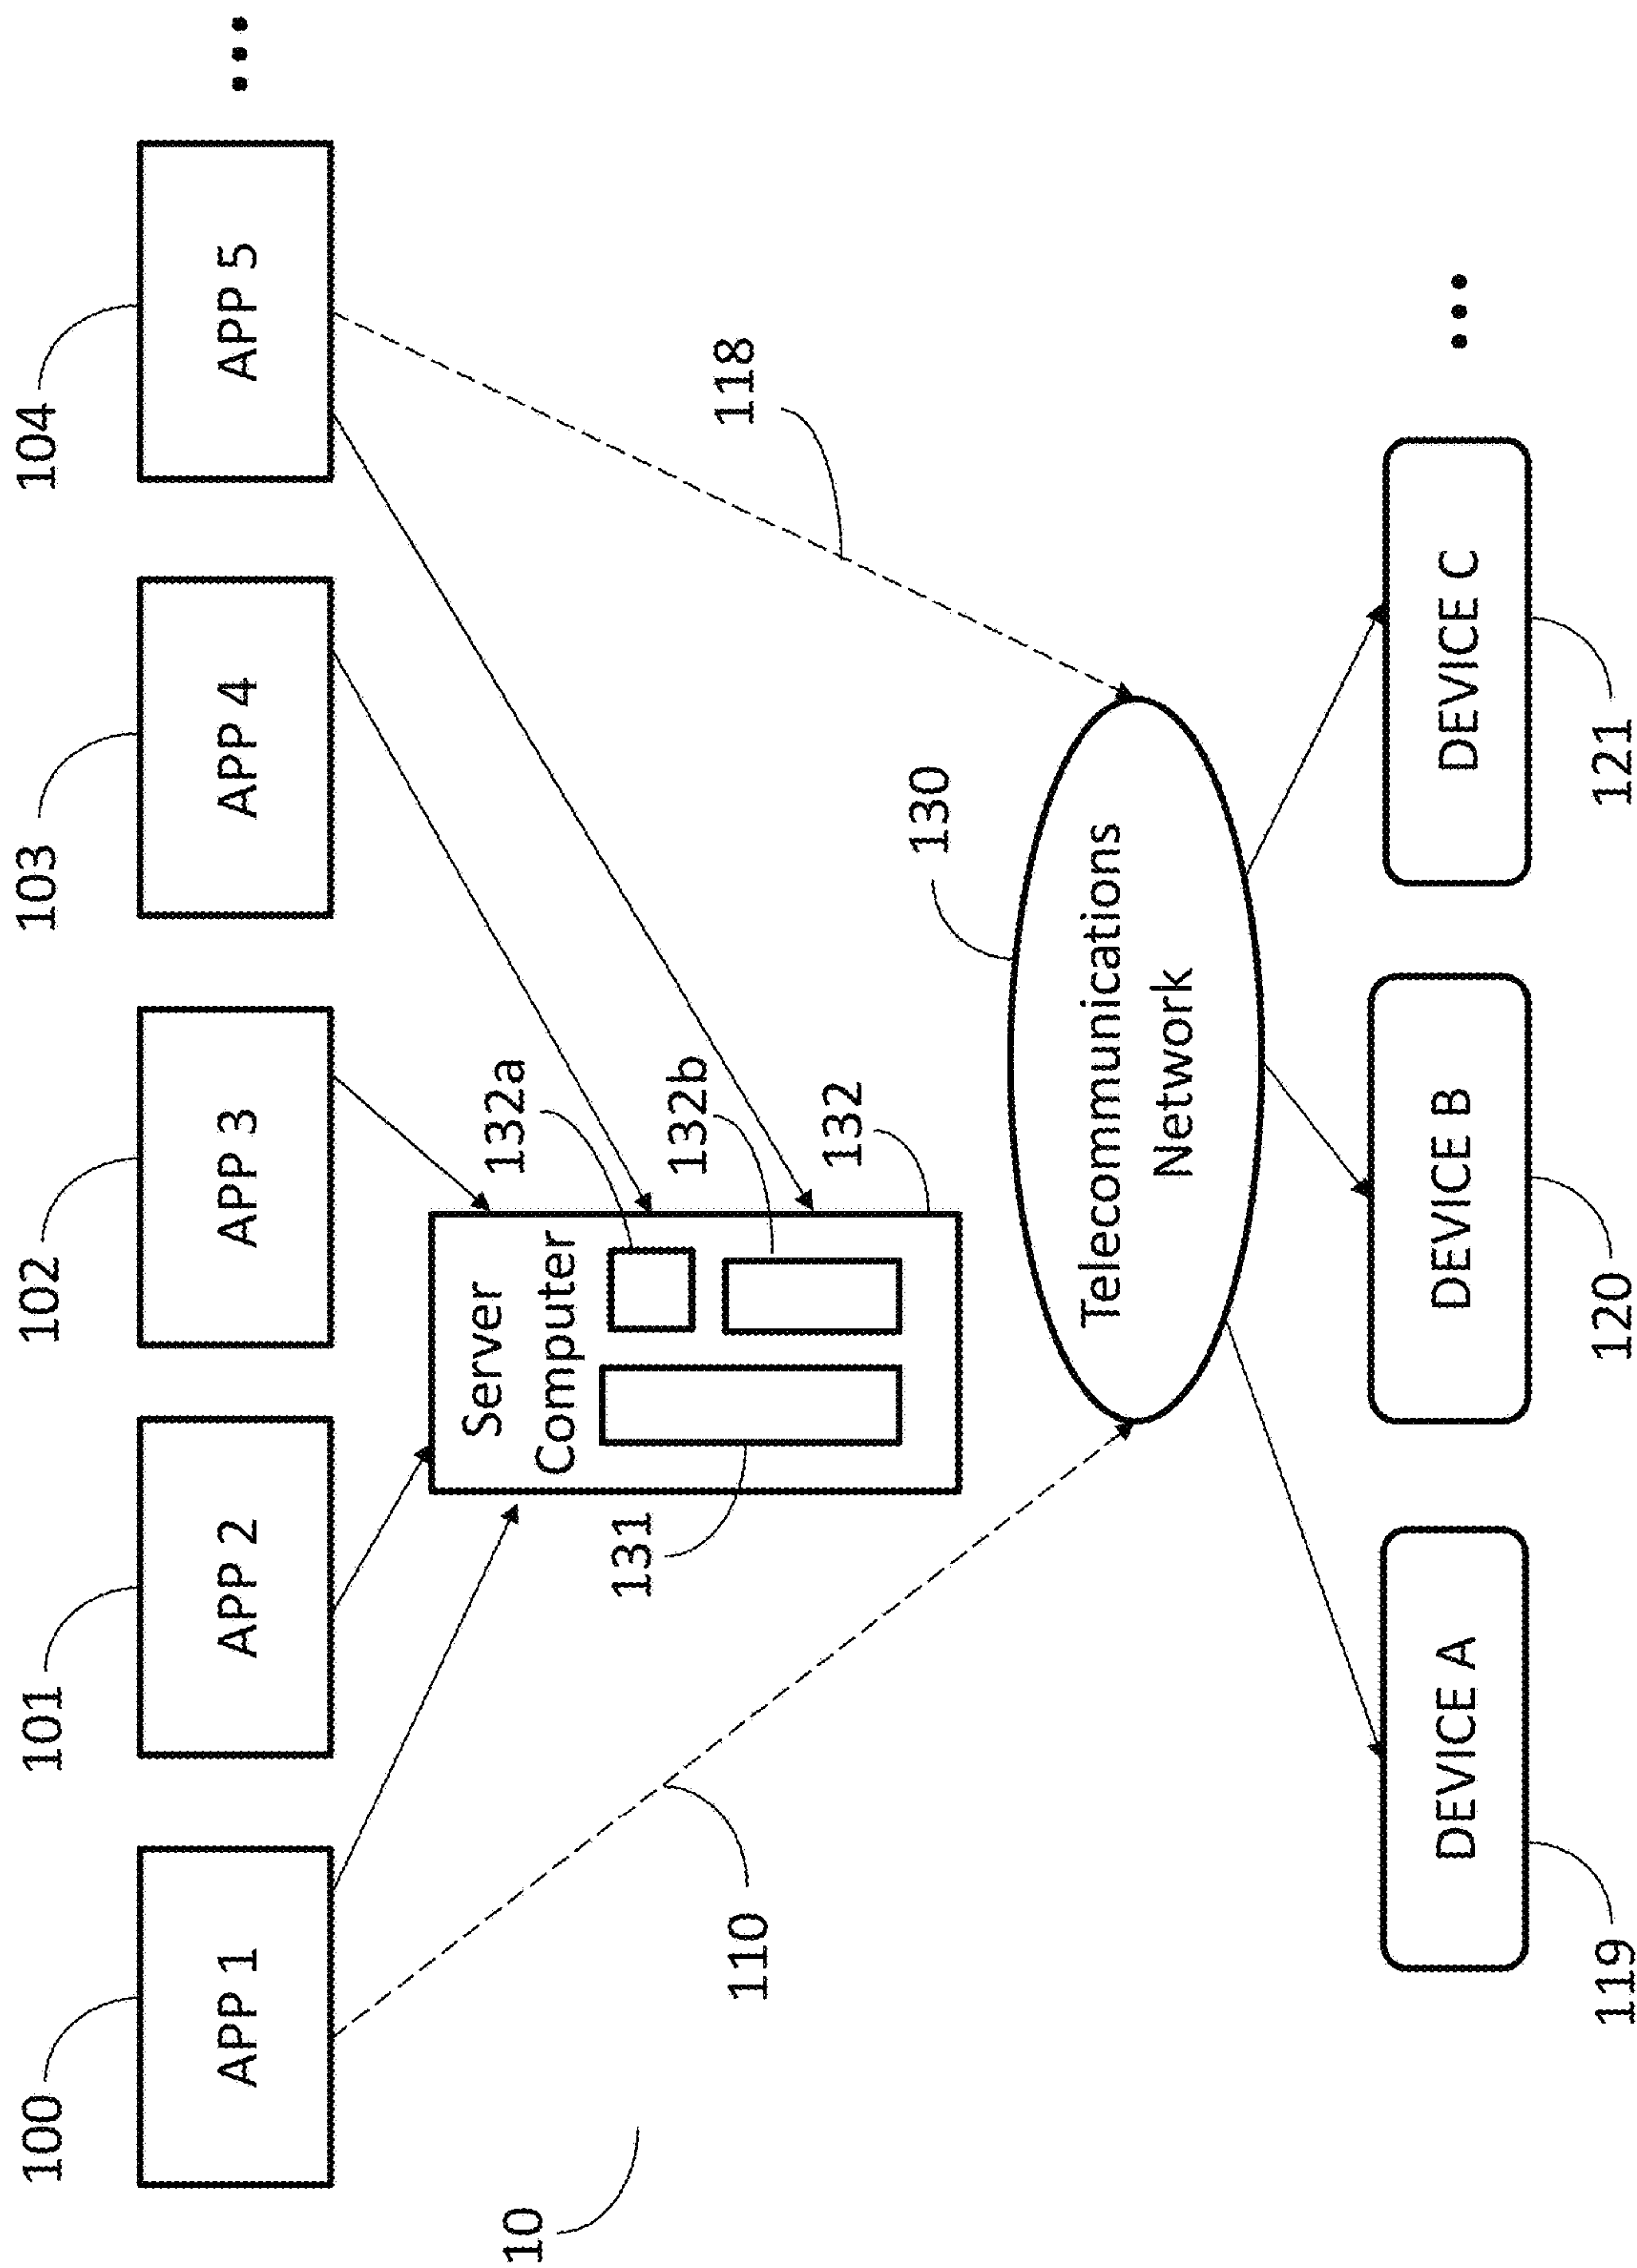 100
101
102
103
104
APP 1
APP 2
APP 3
APP 4
APP 5
...
10
110
118
Server
Computer
131
132a
132b
132
130
Telecommunications
Network
DEVICE A
DEVICE B
DEVICE C
...
119
120
121